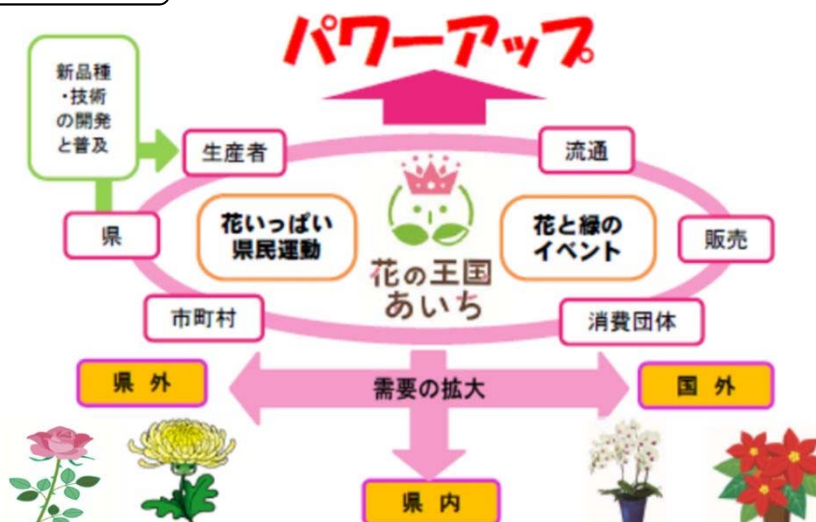 パワーアップ
新品種
・技術
の開発
と普及
生産者
流通
県
花いっぱい
県民運動
花と緑の
イベント
販売
花の王国
あいち
市町村
消費団体
県 外
需要の拡大
国 外
県 内